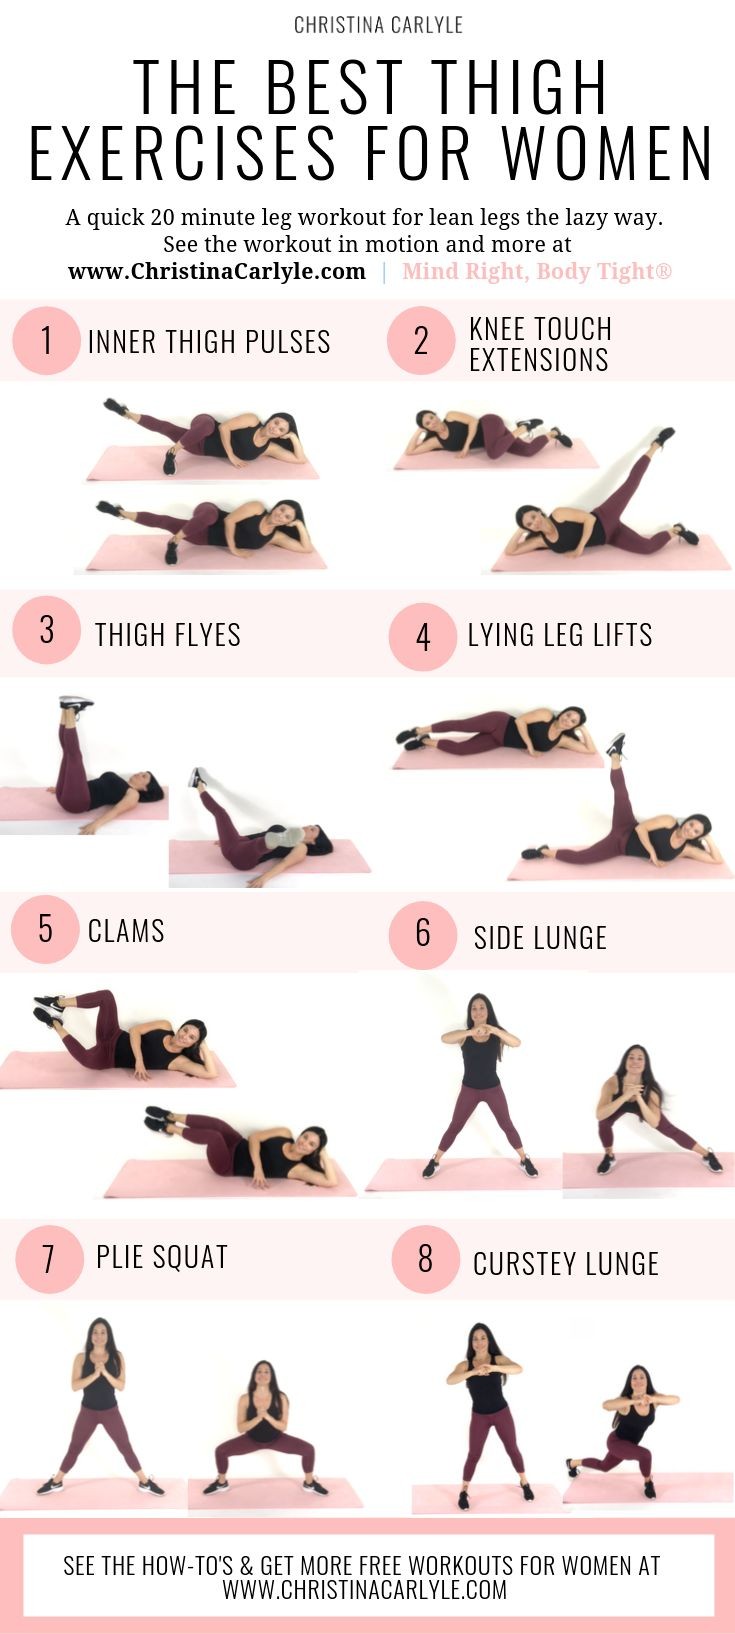 CHRISTINA CARLYLE
THE BEST THIGH
EXERCISES FOR WOMEN
A quick 20 minute leg workout for lean legs the lazy way.
See the workout in motion and more at
www.ChristinaCarlyle.com | Mind Right, Body Tight®
1 INNER THIGH PULSES
2 KNEE TOUCH
EXTENSIONS
3 THIGH FLYES
4 LYING LEG LIFTS
5 CLAMS
6 SIDE LUNGE
7 PLIE SQUAT
8 CURSTEY LUNGE
SEE THE HOW-TO'S & GET MORE FREE WORKOUTS FOR WOMEN AT
WWW.CHRISTINACARLYLE.COM